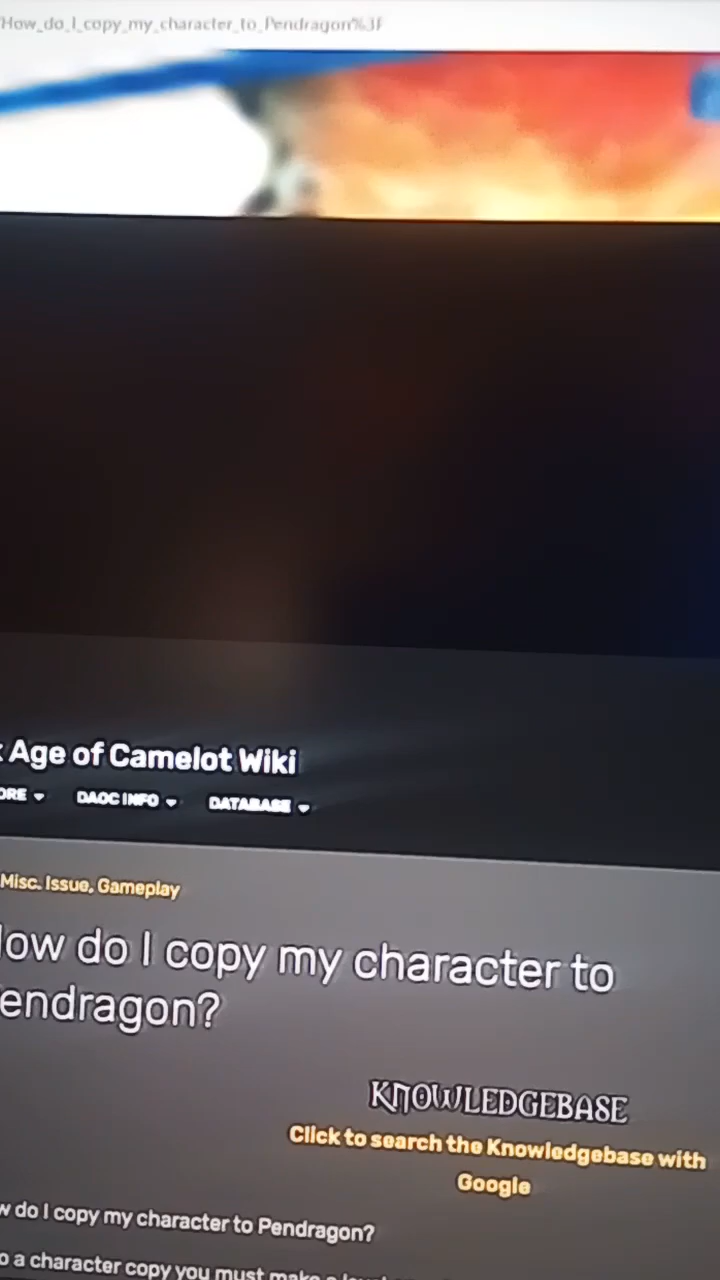 How_do_I_copy_my_character_to_Pendragon%3F
Age of Camelot Wiki
ORE DAOC INFO DATABASE
Misc. Issue, Gameplay
ow do I copy my character to
endragon?
KNOWLEDGEBASE
Click to search the Knowledgebase with
Google
w do I copy my character to Pendragon?
o a character copy you must make a